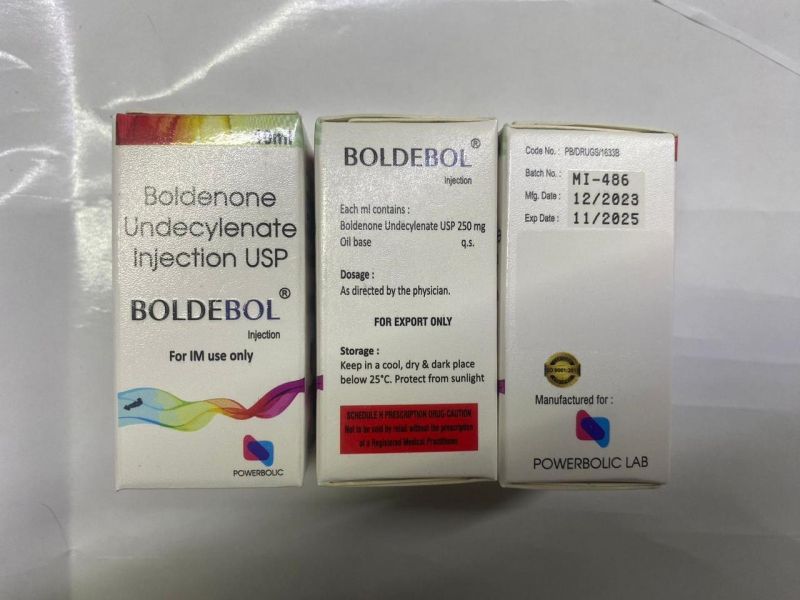 10ml
Boldenone
Undecylenate
Injection USP
BOLDEBOL®
Injection
For IM use only
POWERBOLIC
BOLDEBOL®
Injection
Each ml contains :
Boldenone Undecylenate USP 250 mg
Oil base q.s.
Dosage :
As directed by the physician.
FOR EXPORT ONLY
Storage :
Keep in a cool, dry & dark place
below 25°C. Protect from sunlight
SCHEDULE H PRESCRIPTION DRUG-CAUTION
Not to be sold by retail without the prescription
of a Registered Medical Practitioner.
Code No. : PB/DRUGS/1633B
Batch No. : MI-486
Mfg. Date : 12/2023
Exp Date : 11/2025
Manufactured for :
POWERBOLIC LAB